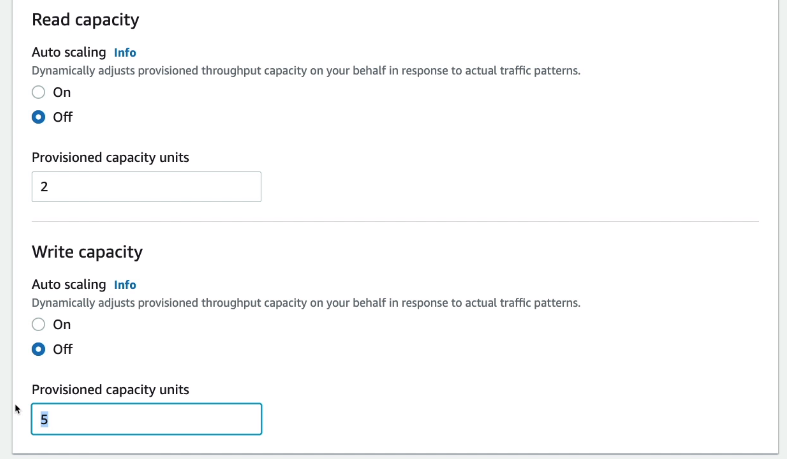 Read capacity
Auto scaling Info
Dynamically adjusts provisioned throughput capacity on your behalf in response to actual traffic patterns.
On
Off
Provisioned capacity units
2
Write capacity
Auto scaling Info
Dynamically adjusts provisioned throughput capacity on your behalf in response to actual traffic patterns.
On
Off
Provisioned capacity units
5